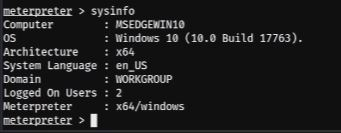 meterpreter > sysinfo
Computer        : MSEDGEWIN10
OS              : Windows 10 (10.0 Build 17763).
Architecture    : x64
System Language : en_US
Domain          : WORKGROUP
Logged On Users : 2
Meterpreter     : x64/windows
meterpreter >